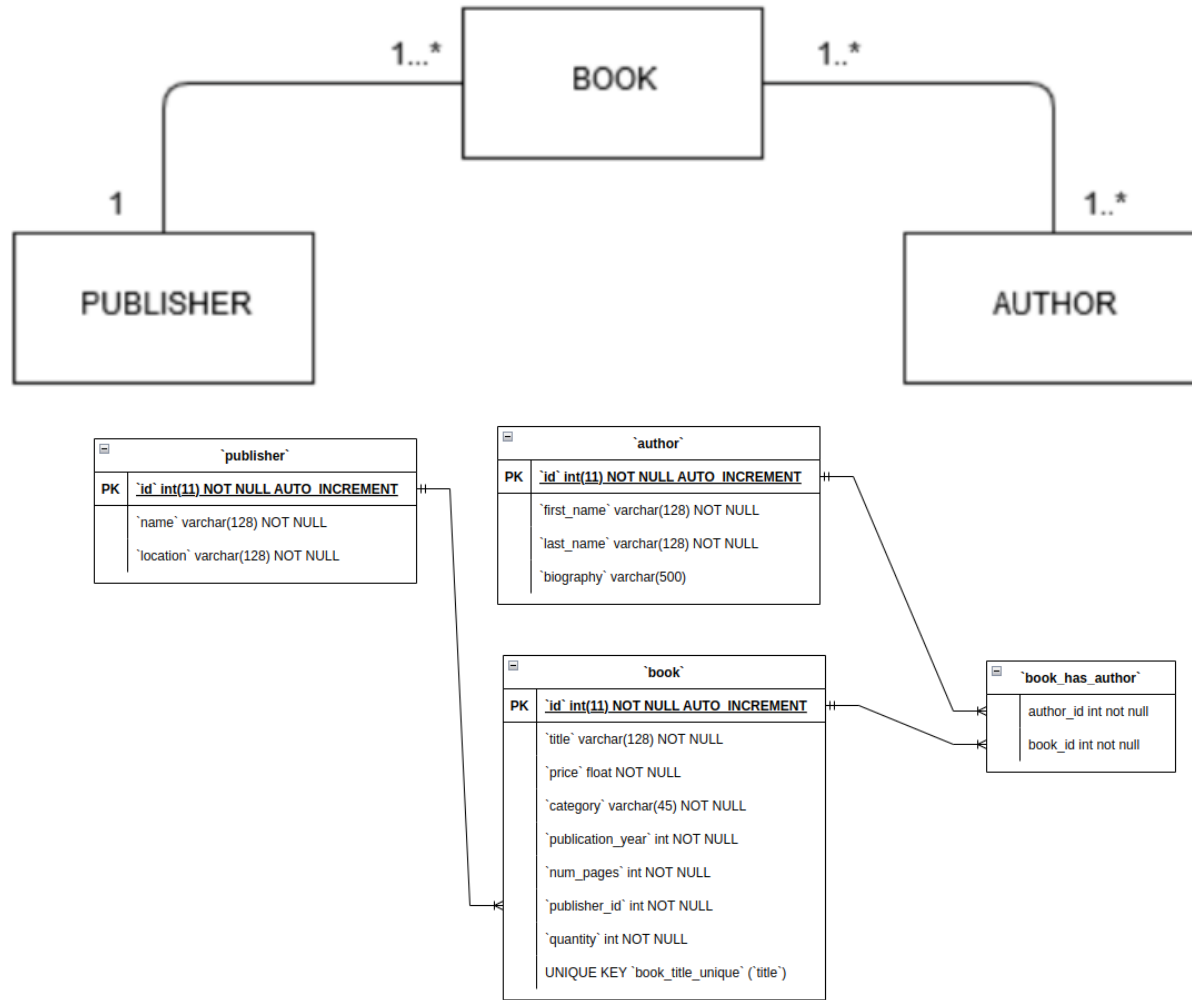 BOOK
1...*
1..*
1
1..*
PUBLISHER
AUTHOR
`publisher`
PK `id` int(11) NOT NULL AUTO_INCREMENT
`name` varchar(128) NOT NULL
`location` varchar(128) NOT NULL
`author`
PK `id` int(11) NOT NULL AUTO_INCREMENT
`first_name` varchar(128) NOT NULL
`last_name` varchar(128) NOT NULL
`biography` varchar(500)
`book`
PK `id` int(11) NOT NULL AUTO_INCREMENT
`title` varchar(128) NOT NULL
`price` float NOT NULL
`category` varchar(45) NOT NULL
`publication_year` int NOT NULL
`num_pages` int NOT NULL
`publisher_id` int NOT NULL
`quantity` int NOT NULL
UNIQUE KEY `book_title_unique` (`title`)
`book_has_author`
author_id int not null
book_id int not null